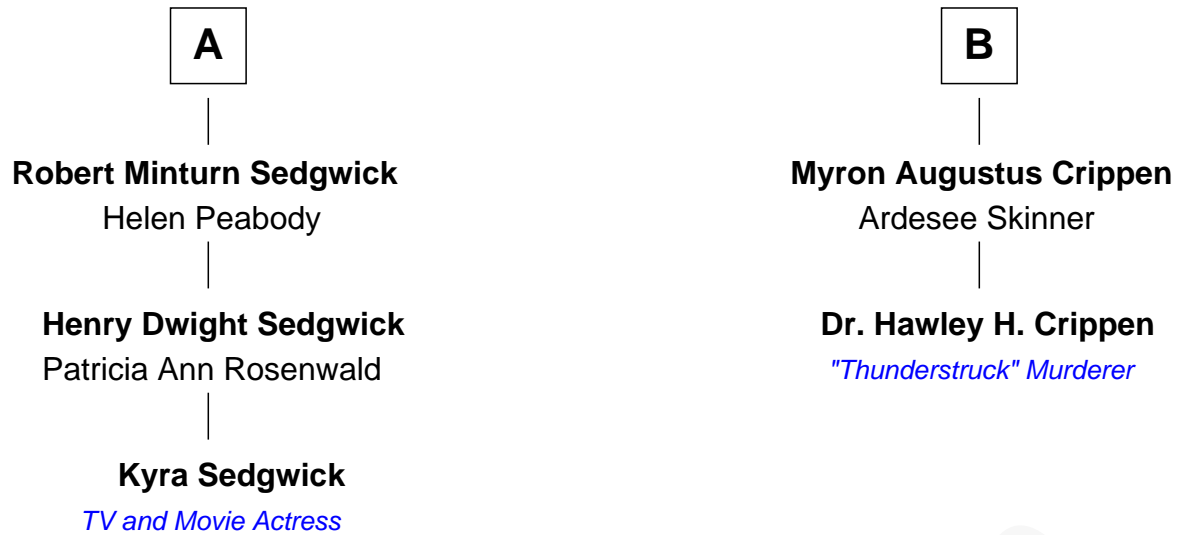 A
Robert Minturn Sedgwick
Helen Peabody
Henry Dwight Sedgwick
Patricia Ann Rosenwald
Kyra Sedgwick
TV and Movie Actress
B
Myron Augustus Crippen
Ardesee Skinner
Dr. Hawley H. Crippen
"Thunderstruck" Murderer